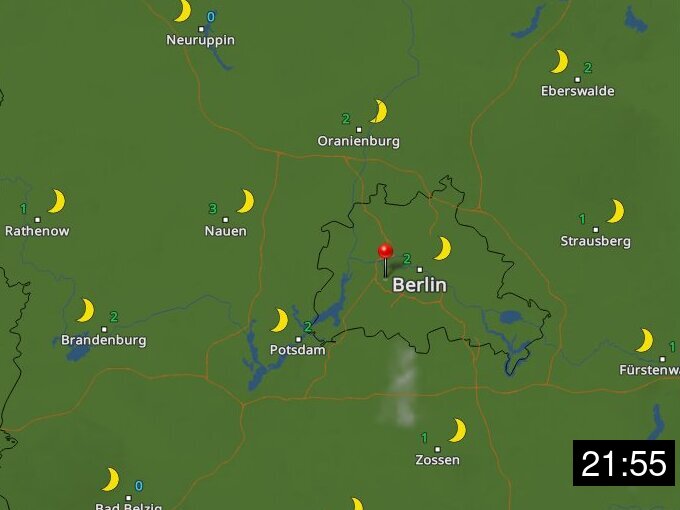 0
Neuruppin
2
Eberswalde
2
Oranienburg
1
Rathenow
3
Nauen
1
Strausberg
2
Berlin
2
Brandenburg
2
Potsdam
1
Fürstenwa
1
Zossen
21:55
0
Bad Belzig